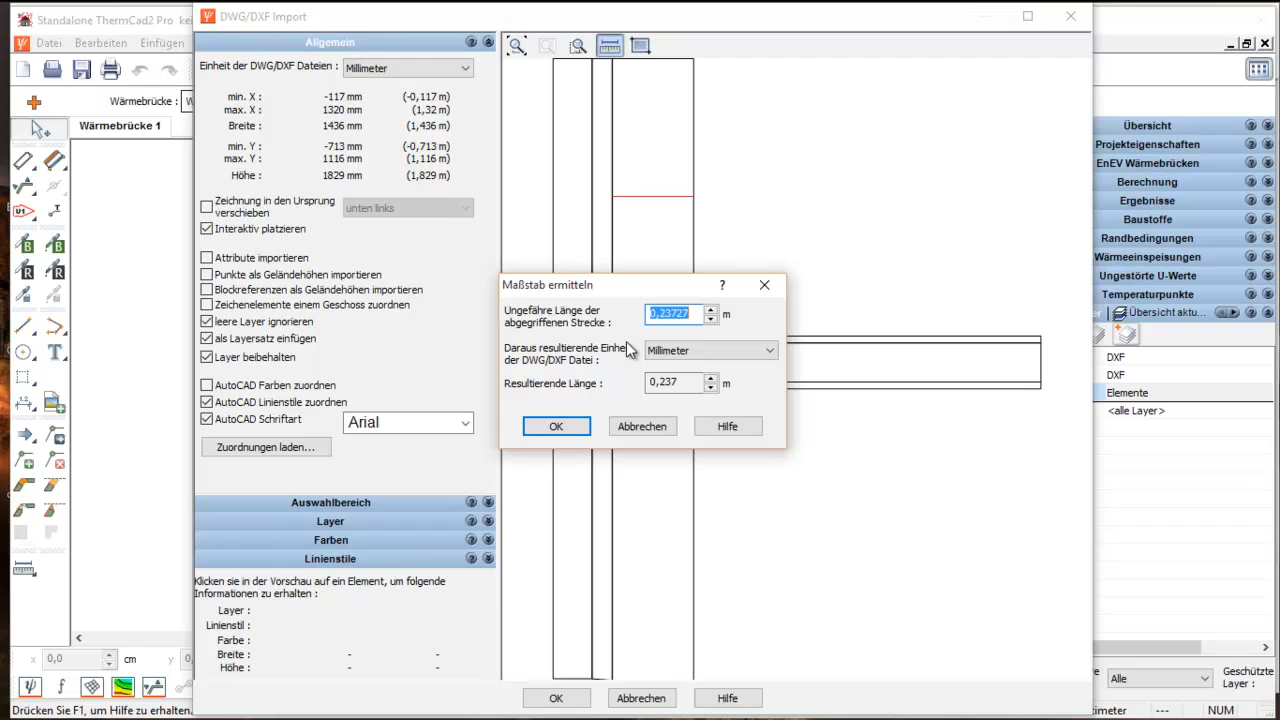 Standalone ThermCad2 Pro kei
DWG/DXF Import
Datei Bearbeiten Einfügen
Wärmebrücke : W
Wärmebrücke 1
Allgemein
Einheit der DWG/DXF Dateien : Millimeter
min. X : -117 mm (-0,117 m)
max. X : 1320 mm (1,32 m)
Breite : 1436 mm (1,436 m)
min. Y : -713 mm (-0,713 m)
max. Y : 1116 mm (1,116 m)
Höhe : 1829 mm (1,829 m)
Zeichnung in den Ursprung
verschieben
unten links
Interaktiv platzieren
Attribute importieren
Punkte als Geländehöhen importieren
Blockreferenzen als Geländehöhen importieren
Zeichenelemente einem Geschoss zuordnen
leere Layer ignorieren
als Layersatz einfügen
Layer beibehalten
AutoCAD Farben zuordnen
AutoCAD Linienstile zuordnen
AutoCAD Schriftart Arial
Zuordnungen laden...
Auswahlbereich
Layer
Farben
Linienstile
Klicken sie in der Vorschau auf ein Element, um folgende
Informationen zu erhalten :
Layer :
Linienstil :
Farbe :
Breite : - -
Höhe : - -
Maßstab ermitteln ?
Ungefähre Länge der
abgegriffenen Strecke : 0,23727 m
Daraus resultierende Einhe
der DWG/DXF Datei : Millimeter
Resultierende Länge : 0,237 m
OK Abbrechen Hilfe
OK Abbrechen Hilfe
Übersicht
Projekteigenschaften
EnEV Wärmebrücken
Berechnung
Ergebnisse
Baustoffe
Randbedingungen
Wärmeeinspeisungen
Ungestörte U-Werte
Temperaturpunkte
Übersicht aktu...
DXF
DXF
Elemente
<alle Layer>
Alle
Geschützte
Layer :
x 0,0 cm y 0,
U1
B B
R R
T
Drücken Sie F1, um Hilfe zu erhalten.
timeter --- NUM